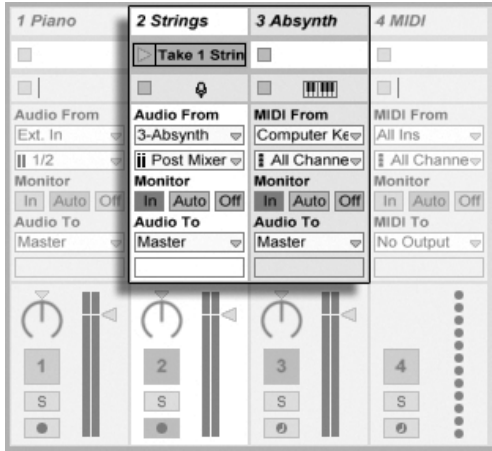 1 Piano
2 Strings
3 Absynth
4 MIDI
Take 1 Strin
Audio From
Audio From
MIDI From
MIDI From
Ext. In
3-Absynth
Computer Ke
All Ins
1/2
Post Mixer
All Channe
All Channe
Monitor
Monitor
Monitor
Monitor
In Auto Off
In Auto Off
In Auto Off
In Auto Off
Audio To
Audio To
Audio To
MIDI To
Master
Master
Master
No Output
1
2
3
4
S
S
S
S